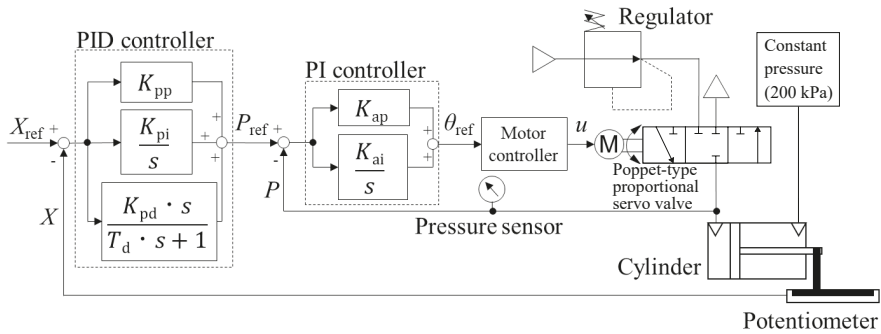 Regulator
PID controller
Constant
pressure
(200 kPa)
PI controller
K_pp
X_ref + -
K_pi / s
+ + +
P_ref + -
K_ap
K_ai / s
+ +
θ_ref
Motor
controller
u
M
Poppet-type
proportional
servo valve
P
X
K_pd · s / T_d · s + 1
Pressure sensor
Cylinder
Potentiometer